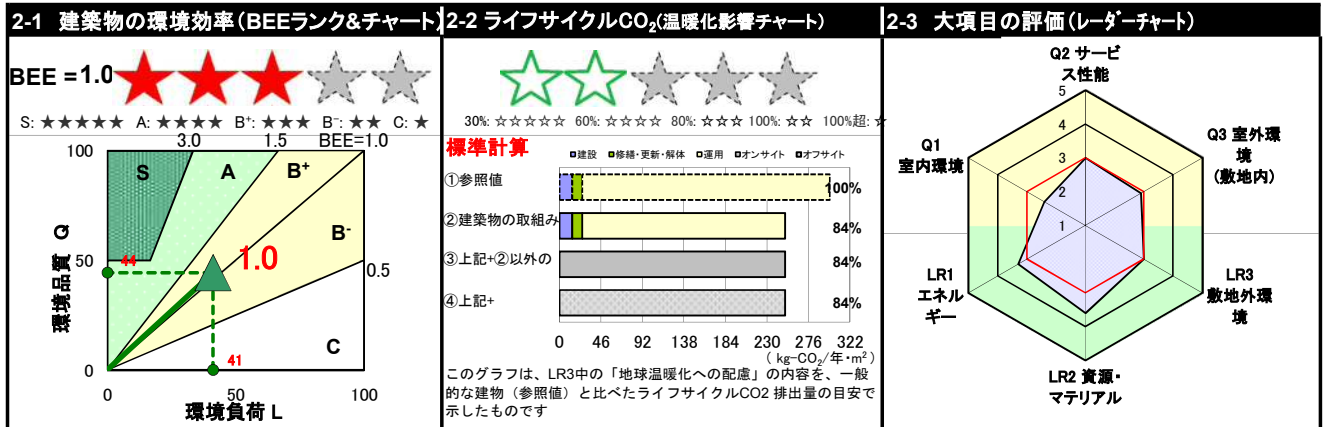 2-1 建築物の環境効率(BEEランク&チャート)
BEE =1.0
S: ★★★★★ A: ★★★★ B⁺: ★★★ B⁻: ★★ C: ★
3.0 1.5 BEE=1.0
100
S
A
B⁺
B⁻
0.5
C
50
44
1.0
41
0
0 50 100
環境品質 Q
環境負荷 L
2-2 ライフサイクルCO₂(温暖化影響チャート)
30%: ☆☆☆☆☆ 60%: ☆☆☆☆ 80%: ☆☆☆ 100%: ☆☆ 100%超: ☆
標準計算
建設 修繕・更新・解体 運用 オンサイト オフサイト
①参照値 100%
②建築物の取組み 84%
③上記+②以外の 84%
④上記+ 84%
0 46 92 138 184 230 276 322
( kg-CO₂/年・m² )
このグラフは、LR3中の「地球温暖化への配慮」の内容を、一般
的な建物(参照値)と比べたライフサイクルCO2 排出量の目安で
示したものです
2-3 大項目の評価(レーダーチャート)
Q2 サービ
ス性能
5
4
3
2
1
Q1
室内環境
Q3 室外環
境
(敷地内)
LR1
エネル
ギー
LR3
敷地外環
境
LR2 資源・
マテリアル